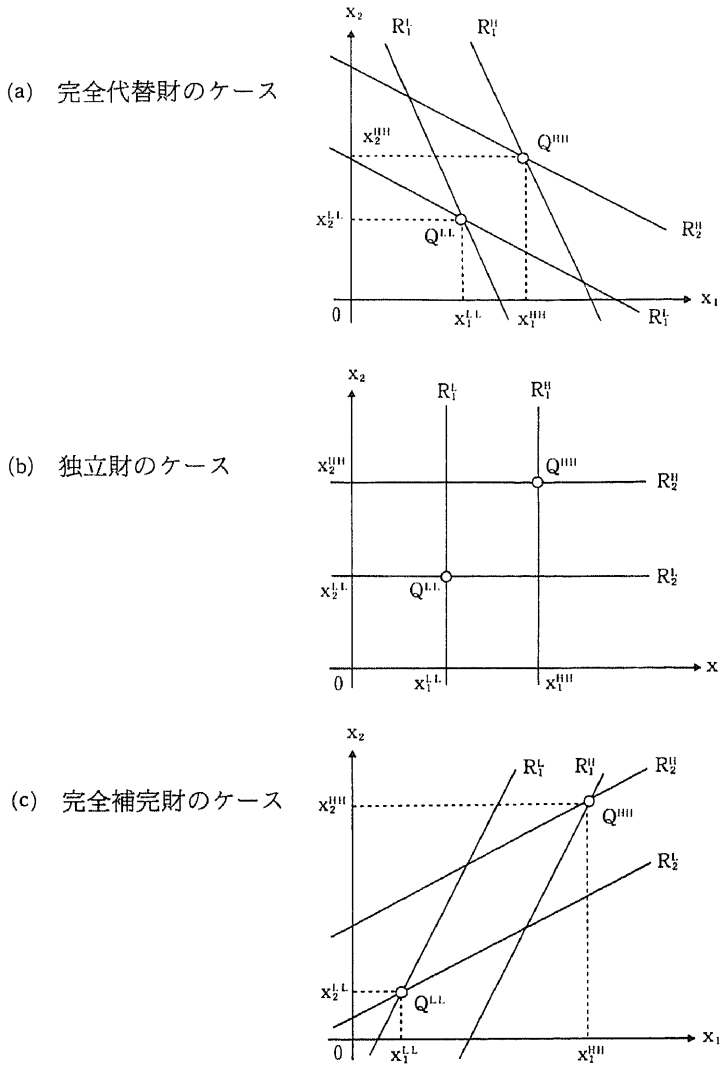 x₂
R₁ᴸ R₁ᴴ
(a) 完全代替財のケース
x₂ᴴᴴ
Qᴴᴴ
x₂ᴸᴸ
Qᴸᴸ
R₂ᴴ
0 x₁ᴸᴸ x₁ᴴᴴ R₁ᴸ x₁
x₂
R₁ᴸ R₁ᴴ
(b) 独立財のケース
x₂ᴴᴴ Qᴴᴴ R₂ᴴ
x₂ᴸᴸ Qᴸᴸ R₂ᴸ
x
0 x₁ᴸᴸ x₁ᴴᴴ
x₂
R₁ᴸ R₁ᴴ R₂ᴴ
(c) 完全補完財のケース
x₂ᴴᴴ
Qᴴᴴ
R₂ᴸ
x₂ᴸᴸ
Qᴸᴸ
0 x₁ᴸᴸ x₁ᴴᴴ x₁